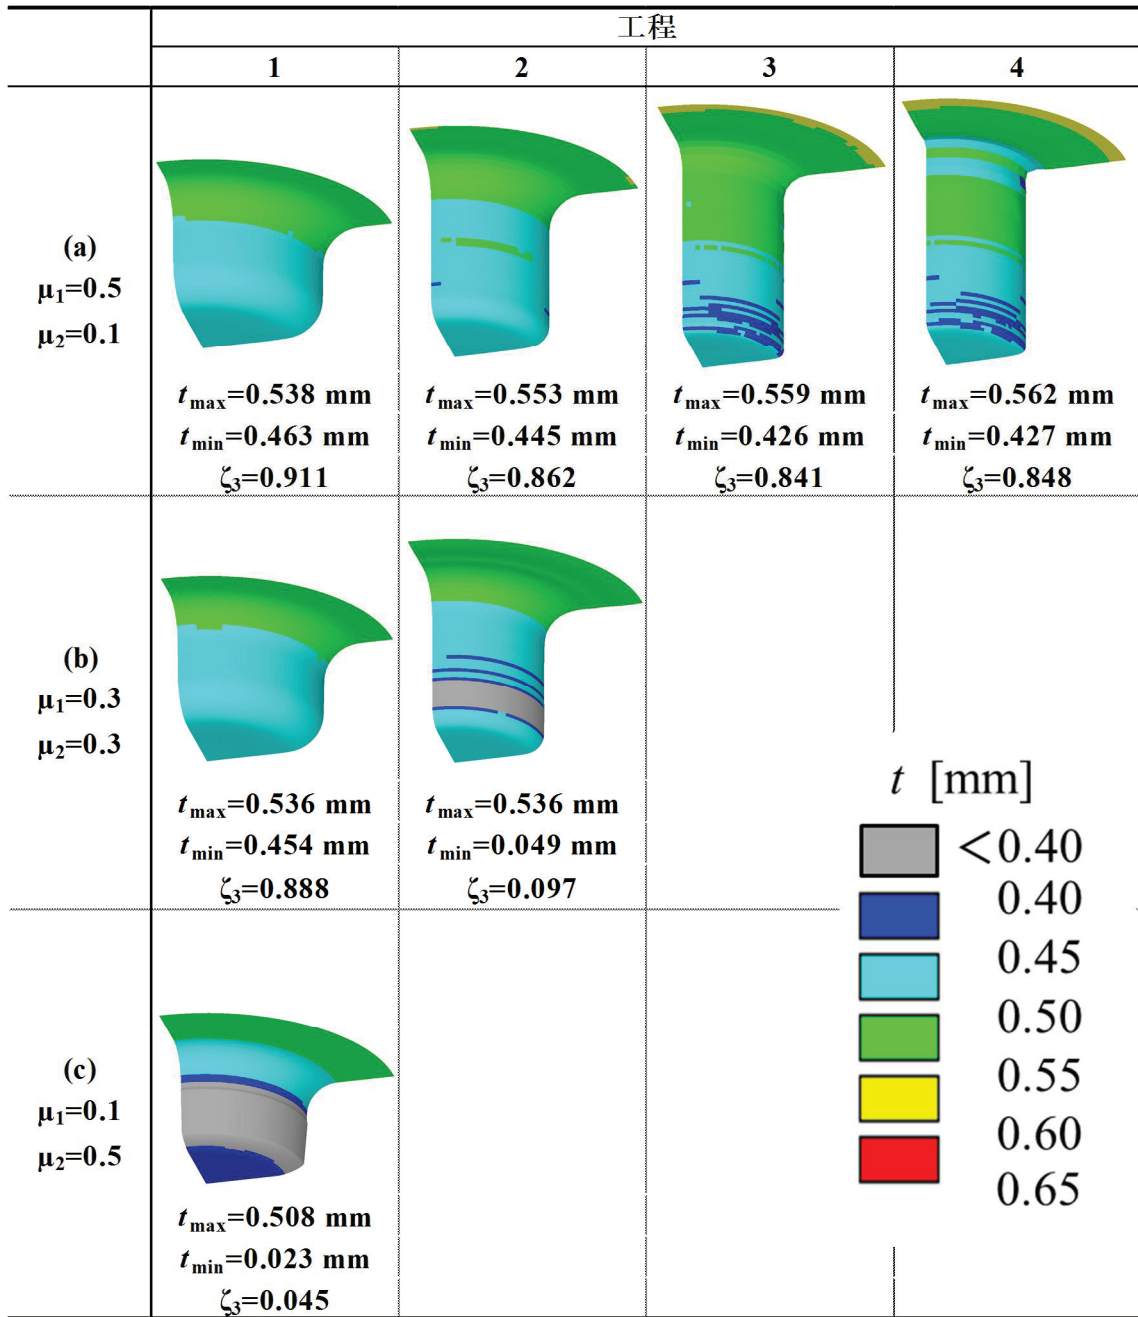 工程
1 2 3 4
(a)
μ1=0.5
μ2=0.1
tmax=0.538 mm
tmin=0.463 mm
ζ3=0.911
tmax=0.553 mm
tmin=0.445 mm
ζ3=0.862
tmax=0.559 mm
tmin=0.426 mm
ζ3=0.841
tmax=0.562 mm
tmin=0.427 mm
ζ3=0.848
(b)
μ1=0.3
μ2=0.3
tmax=0.536 mm
tmin=0.454 mm
ζ3=0.888
tmax=0.536 mm
tmin=0.049 mm
ζ3=0.097
(c)
μ1=0.1
μ2=0.5
tmax=0.508 mm
tmin=0.023 mm
ζ3=0.045
t [mm]
<0.40
0.40
0.45
0.50
0.55
0.60
0.65